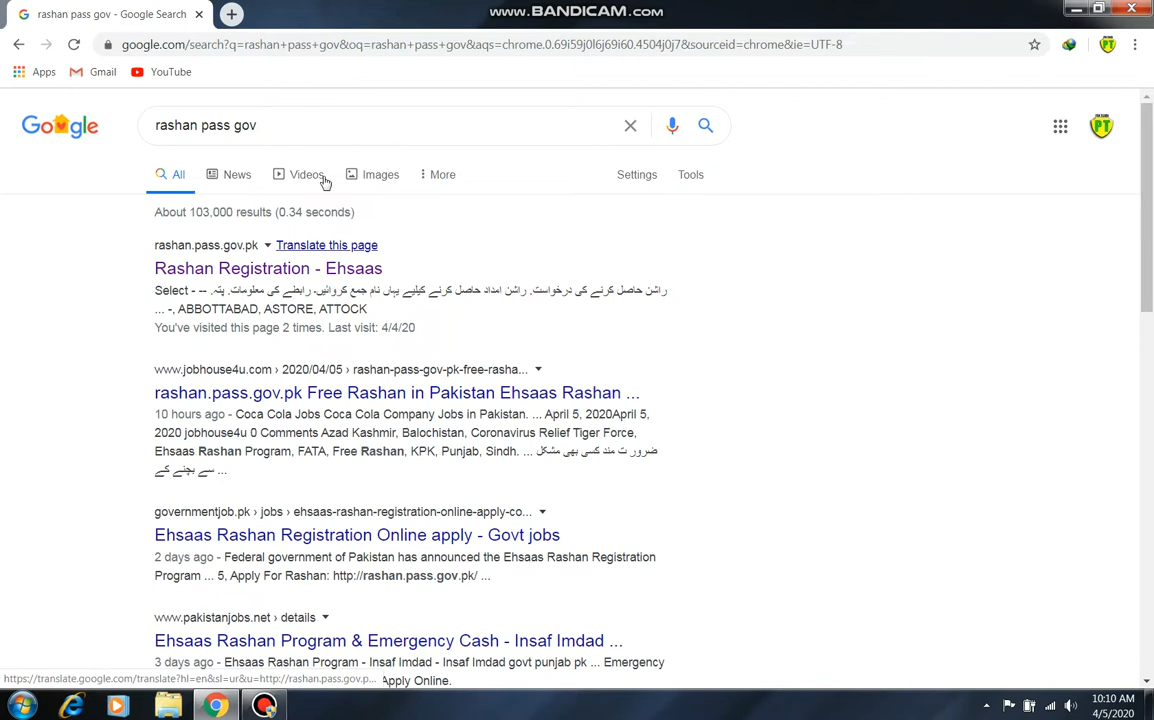 rashan pass gov - Google Search
www.BANDICAM.com
google.com/search?q=rashan+pass+gov&oq=rashan+pass+gov&aqs=chrome.0.69i59j0l6j69i60.4504j0j7&sourceid=chrome&ie=UTF-8
Apps Gmail YouTube
Google
rashan pass gov
PT
All News Videos Images More Settings Tools
About 103,000 results (0.34 seconds)
rashan.pass.gov.pk Translate this page
Rashan Registration - Ehsaas
Select - -- راشن حاصل کرنے کی درخواست. راشن امداد حاصل کرنے کیلیے یہاں نام جمع کروائیں. رابطے کی معلومات. پتہ.
... -, ABBOTTABAD, ASTORE, ATTOCK
You've visited this page 2 times. Last visit: 4/4/20
www.jobhouse4u.com › 2020/04/05 › rashan-pass-gov-pk-free-rasha...
rashan.pass.gov.pk Free Rashan in Pakistan Ehsaas Rashan ...
10 hours ago - Coca Cola Jobs Coca Cola Company Jobs in Pakistan. ... April 5, 2020April 5,
2020 jobhouse4u 0 Comments Azad Kashmir, Balochistan, Coronavirus Relief Tiger Force,
Ehsaas Rashan Program, FATA, Free Rashan, KPK, Punjab, Sindh. ... ضرور ت مند کسی بھی مشکل
سے بچنے کے ...
governmentjob.pk › jobs › ehsaas-rashan-registration-online-apply-co...
Ehsaas Rashan Registration Online apply - Govt jobs
2 days ago - Federal government of Pakistan has announced the Ehsaas Rashan Registration
Program ... 5, Apply For Rashan: http://rashan.pass.gov.pk/ ...
www.pakistanjobs.net › details
Ehsaas Rashan Program & Emergency Cash - Insaf Imdad ...
3 days ago - Ehsaas Rashan Program - Insaf Imdad - Insaf Imdad govt punjab pk ... Emergency
https://translate.google.com/translate?hl=en&sl=ur&u=http://rashan.pass.gov.p... Apply Online.
10:10 AM
4/5/2020